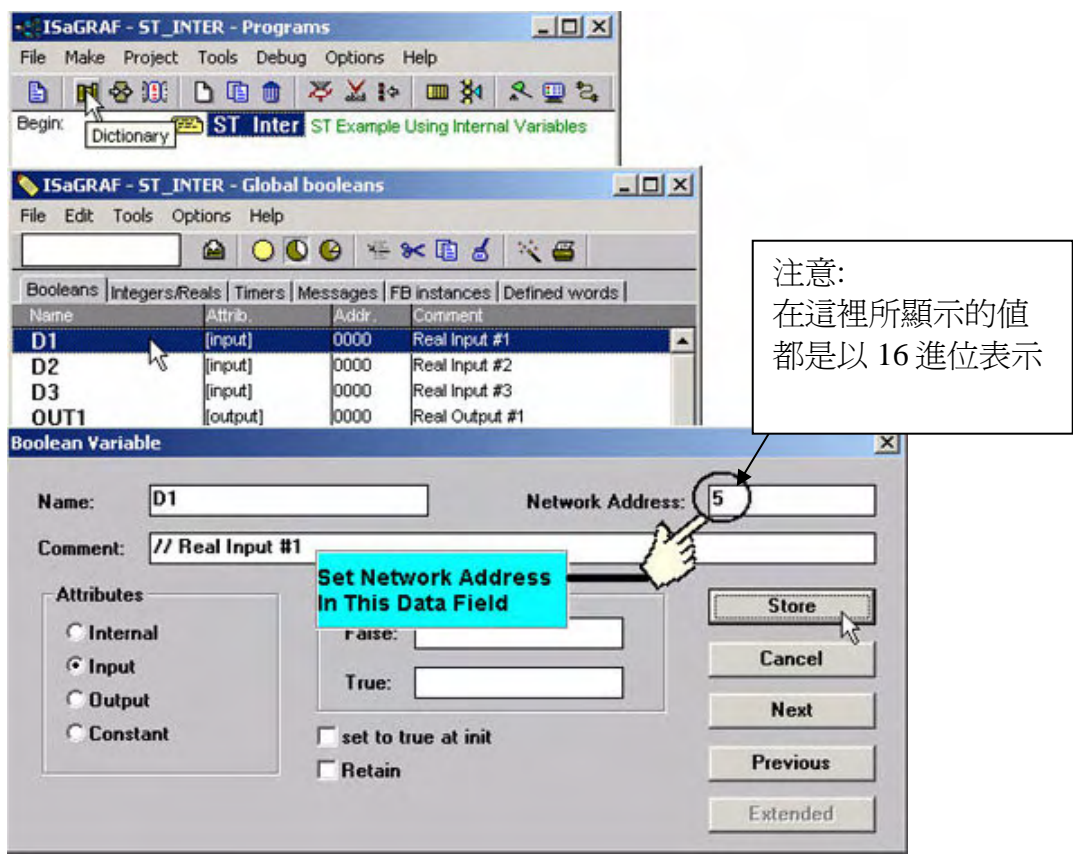 ISaGRAF - ST_INTER - Programs
File Make Project Tools Debug Options Help
Begin:
Dictionary
ST_Inter ST Example Using Internal Variables
ISaGRAF - ST_INTER - Global booleans
File Edit Tools Options Help
Booleans Integers/Reals Timers Messages FB instances Defined words
Name Attrib. Addr. Comment
D1 [input] 0000 Real Input #1
D2 [input] 0000 Real Input #2
D3 [input] 0000 Real Input #3
OUT1 [output] 0000 Real Output #1
注意:
在這裡所顯示的值
都是以 16 進位表示
Boolean Variable
Name: D1 Network Address: 5
Comment: // Real Input #1
Set Network Address
In This Data Field
Attributes
Internal
Input
Output
Constant
False:
True:
set to true at init
Retain
Store
Cancel
Next
Previous
Extended